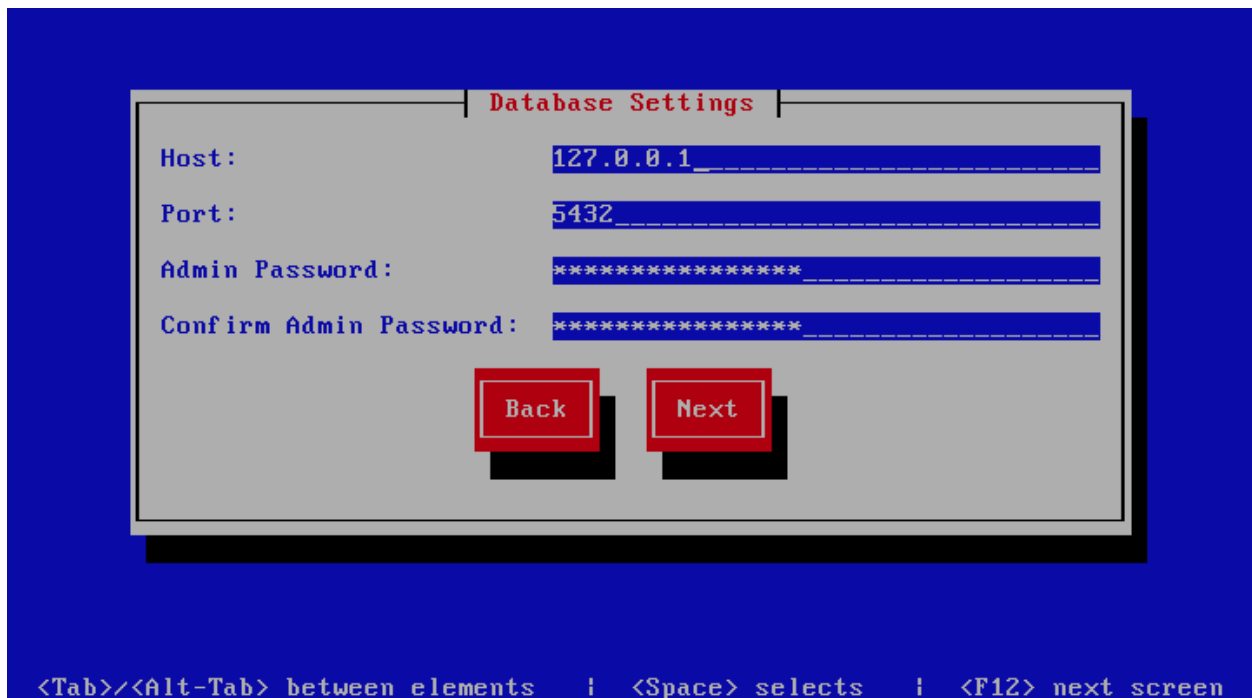 Database Settings
Host: 127.0.0.1
Port: 5432
Admin Password: ****************
Confirm Admin Password: ****************
Back Next
<Tab>/<Alt-Tab> between elements | <Space> selects | <F12> next screen